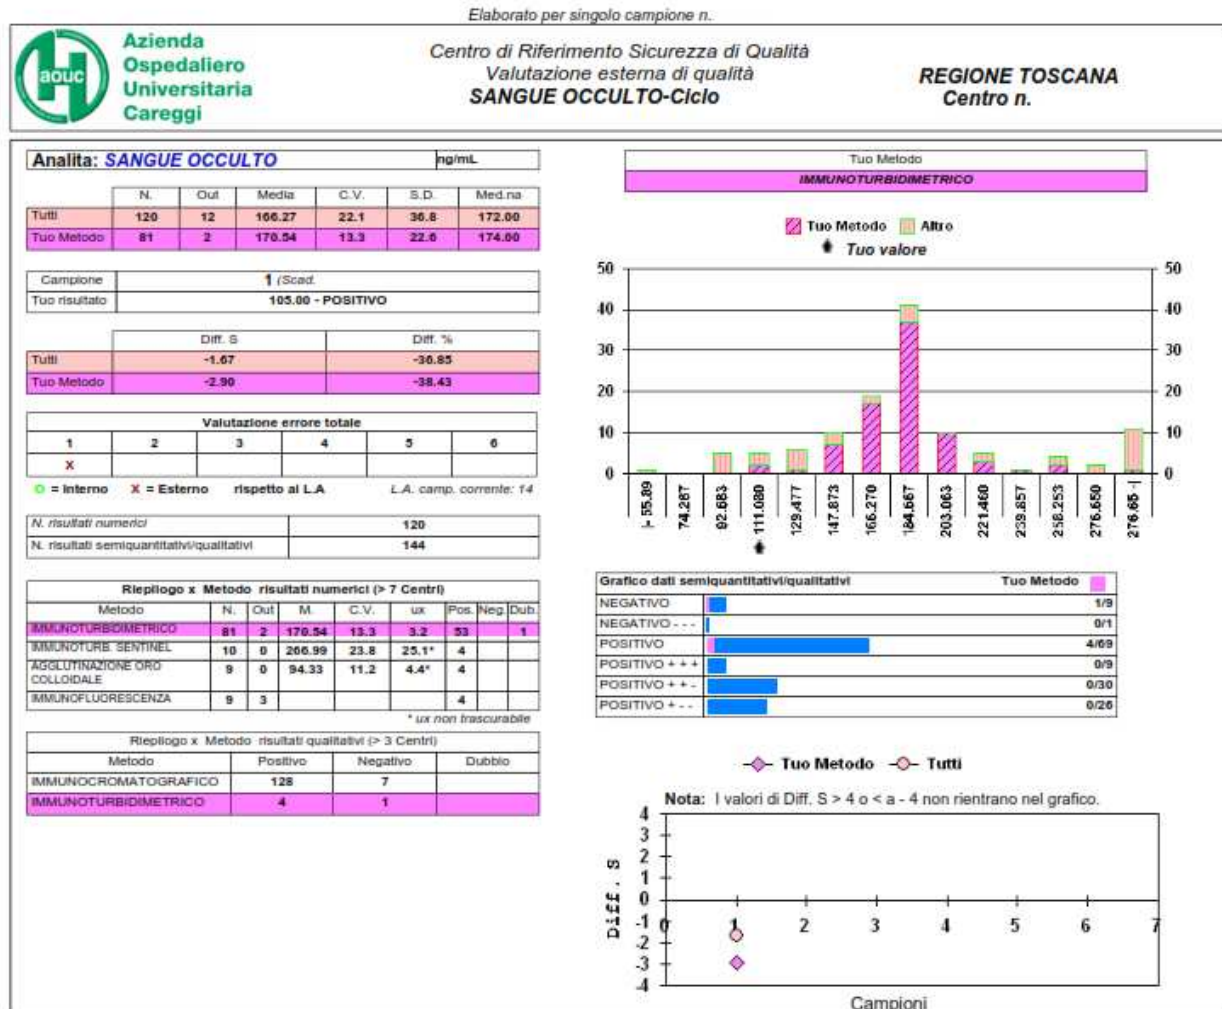 Elaborato per singolo campione n.
aouc
Azienda
Ospedaliero
Universitaria
Careggi
Centro di Riferimento Sicurezza di Qualità
Valutazione esterna di qualità
SANGUE OCCULTO-Ciclo
REGIONE TOSCANA
Centro n.
Analita: SANGUE OCCULTO ng/mL
N. Out Media C.V. S.D. Med.na
Tutti 120 12 166.27 22.1 36.8 172.00
Tuo Metodo 81 2 170.54 13.3 22.6 174.00
Campione 1 (Scad.
Tuo risultato 105.00 - POSITIVO
Diff. S Diff. %
Tutti -1.67 -36.85
Tuo Metodo -2.90 -38.43
Valutazione errore totale
1 2 3 4 5 6
X
O = Interno X = Esterno rispetto al L.A L.A. camp. corrente: 14
N. risultati numerici 120
N. risultati semiquantitativi/qualitativi 144
Riepilogo x Metodo risultati numerici (> 7 Centri)
Metodo N. Out M. C.V. ux Pos. Neg. Dub.
IMMUNOTURBIDIMETRICO 81 2 170.54 13.3 3.2 53 1
IMMUNOTURB. SENTINEL 10 0 266.99 23.8 25.1* 4
AGGLUTINAZIONE ORO
COLLOIDALE 9 0 94.33 11.2 4.4* 4
IMMUNOFLUORESCENZA 9 3 4
* ux non trascurabile
Riepilogo x Metodo risultati qualitativi (> 3 Centri)
Metodo Positivo Negativo Dubbio
IMMUNOCROMATOGRAFICO 128 7
IMMUNOTURBIDIMETRICO 4 1
Tuo Metodo
IMMUNOTURBIDIMETRICO
Tuo Metodo Altro
Tuo valore
50 50
40 40
30 30
20 20
10 10
0 0
|- 55.89
74.287
92.683
111.080
129.477
147.873
166.270
184.667
203.063
221.460
239.857
258.253
276.650
276.65 -|
Grafico dati semiquantitativi/qualitativi Tuo Metodo
NEGATIVO 1/9
NEGATIVO - - - 0/1
POSITIVO 4/69
POSITIVO + + + 0/9
POSITIVO + + - 0/30
POSITIVO + - - 0/26
Tuo Metodo Tutti
Nota: I valori di Diff. S > 4 o < a - 4 non rientrano nel grafico.
Diff. S
4
3
2
1
0
-1
-2
-3
-4
0 1 2 3 4 5 6 7
Campioni